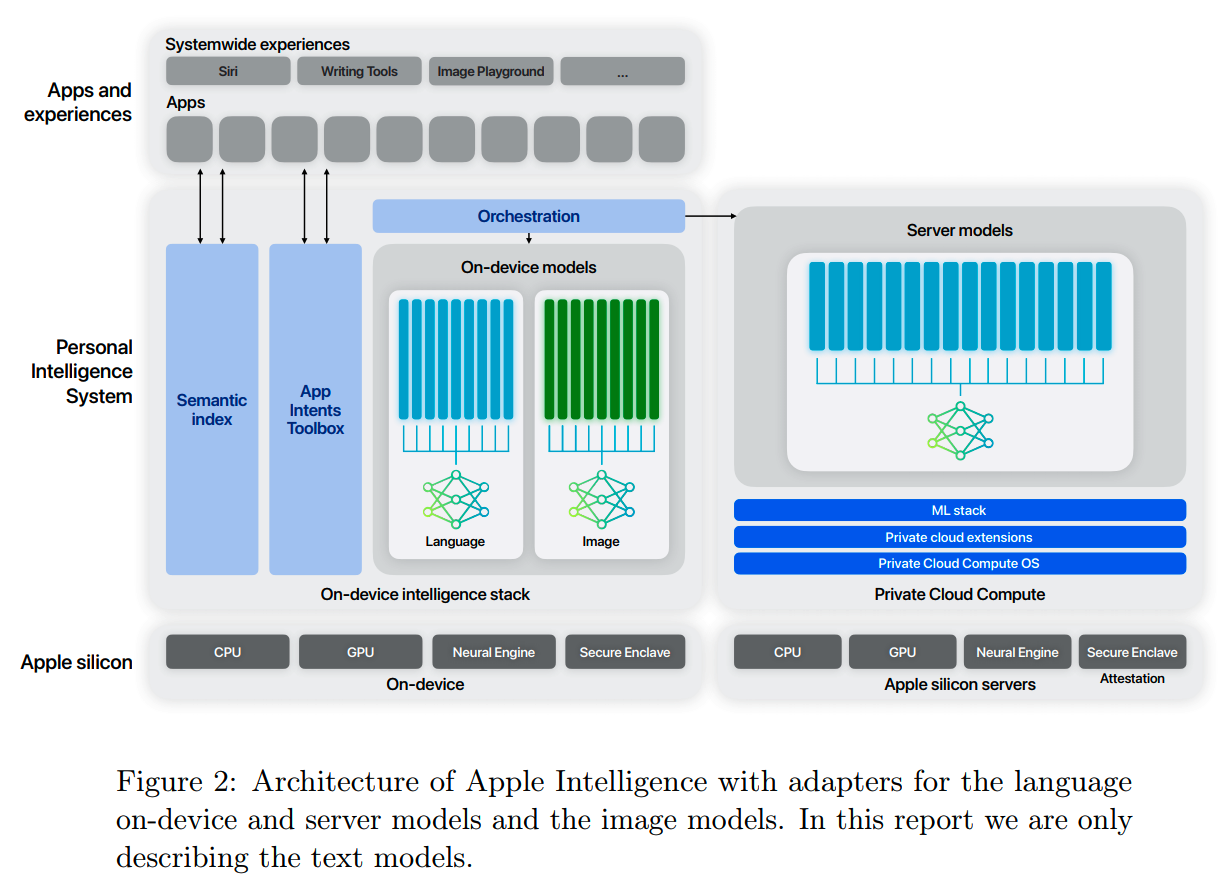 Systemwide experiences
Siri
Writing Tools
Image Playground
...
Apps
Apps and
experiences
Orchestration
Server models
On-device models
Personal
Intelligence
System
Semantic
index
App
Intents
Toolbox
Language
Image
ML stack
Private cloud extensions
Private Cloud Compute OS
On-device intelligence stack
Private Cloud Compute
Apple silicon
CPU
GPU
Neural Engine
Secure Enclave
On-device
CPU
GPU
Neural Engine
Secure Enclave
Attestation
Apple silicon servers
Figure 2: Architecture of Apple Intelligence with adapters for the language
on-device and server models and the image models. In this report we are only
describing the text models.